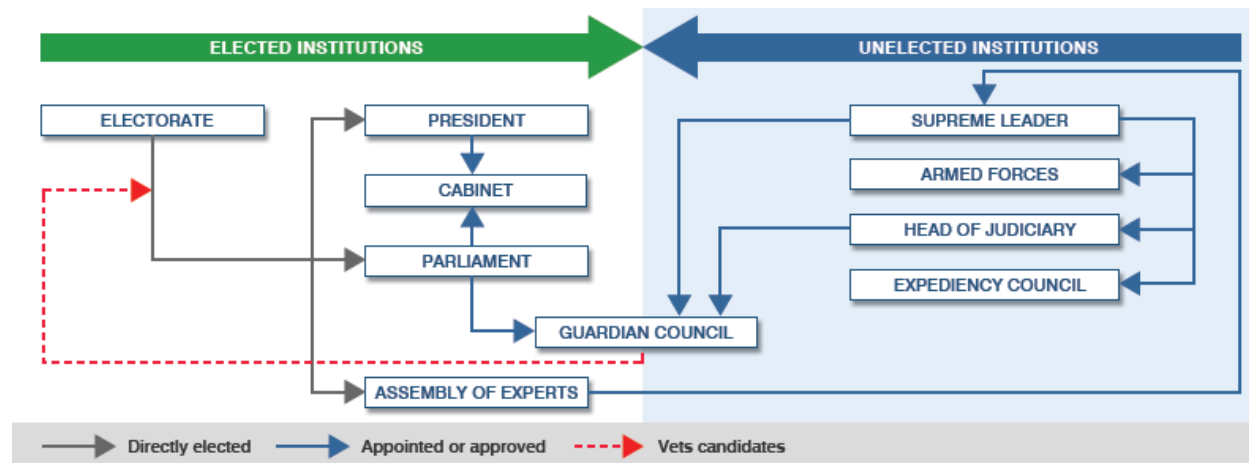 ELECTED INSTITUTIONS
UNELECTED INSTITUTIONS
ELECTORATE
PRESIDENT
SUPREME LEADER
CABINET
ARMED FORCES
HEAD OF JUDICIARY
PARLIAMENT
EXPEDIENCY COUNCIL
GUARDIAN COUNCIL
ASSEMBLY OF EXPERTS
Directly elected
Appointed or approved
Vets candidates